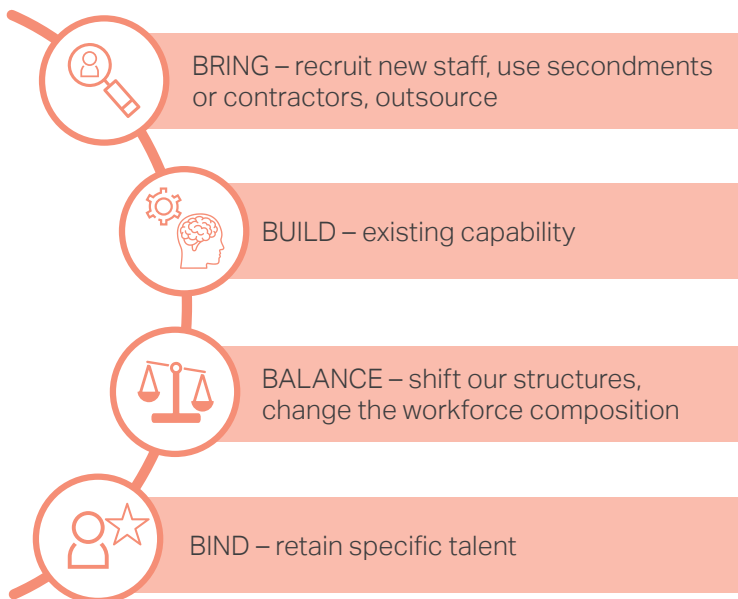 BRING – recruit new staff, use secondments
or contractors, outsource
BUILD – existing capability
BALANCE – shift our structures,
change the workforce composition
BIND – retain specific talent